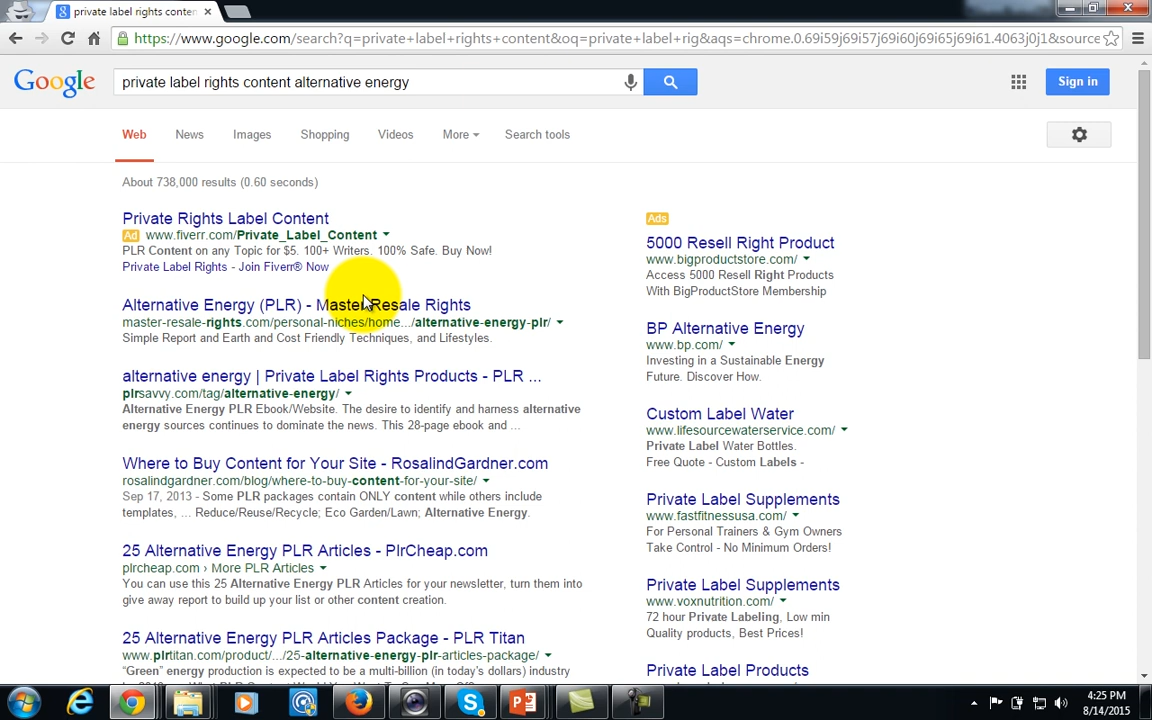 private label rights conten ×
https://www.google.com/search?q=private+label+rights+content&oq=private+label+rig&aqs=chrome.0.69i59j69i57j69i60j69i65j69i61.4063j0j1&source
Google
private label rights content alternative energy
Sign in
Web News Images Shopping Videos More Search tools
About 738,000 results (0.60 seconds)
Private Rights Label Content
Ad www.fiverr.com/Private_Label_Content
PLR Content on any Topic for $5. 100+ Writers. 100% Safe. Buy Now!
Private Label Rights - Join Fiverr® Now
Alternative Energy (PLR) - Master Resale Rights
master-resale-rights.com/personal-niches/home.../alternative-energy-plr/
Simple Report and Earth and Cost Friendly Techniques, and Lifestyles.
alternative energy | Private Label Rights Products - PLR ...
plrsavvy.com/tag/alternative-energy/
Alternative Energy PLR Ebook/Website. The desire to identify and harness alternative
energy sources continues to dominate the news. This 28-page ebook and ...
Where to Buy Content for Your Site - RosalindGardner.com
rosalindgardner.com/blog/where-to-buy-content-for-your-site/
Sep 17, 2013 - Some PLR packages contain ONLY content while others include
templates, ... Reduce/Reuse/Recycle; Eco Garden/Lawn; Alternative Energy.
25 Alternative Energy PLR Articles - PlrCheap.com
plrcheap.com › More PLR Articles
You can use this 25 Alternative Energy PLR Articles for your newsletter, turn them into
give away report to build up your list or other content creation.
25 Alternative Energy PLR Articles Package - PLR Titan
www.plrtitan.com/product/.../25-alternative-energy-plr-articles-package/
"Green" energy production is expected to be a multi-billion (in today's dollars) industry
Ads
5000 Resell Right Product
www.bigproductstore.com/
Access 5000 Resell Right Products
With BigProductStore Membership
BP Alternative Energy
www.bp.com/
Investing in a Sustainable Energy
Future. Discover How.
Custom Label Water
www.lifesourcewaterservice.com/
Private Label Water Bottles.
Free Quote - Custom Labels -
Private Label Supplements
www.fastfitnessusa.com/
For Personal Trainers & Gym Owners
Take Control - No Minimum Orders!
Private Label Supplements
www.voxnutrition.com/
72 hour Private Labeling, Low min
Quality products, Best Prices!
Private Label Products
4:25 PM
8/14/2015